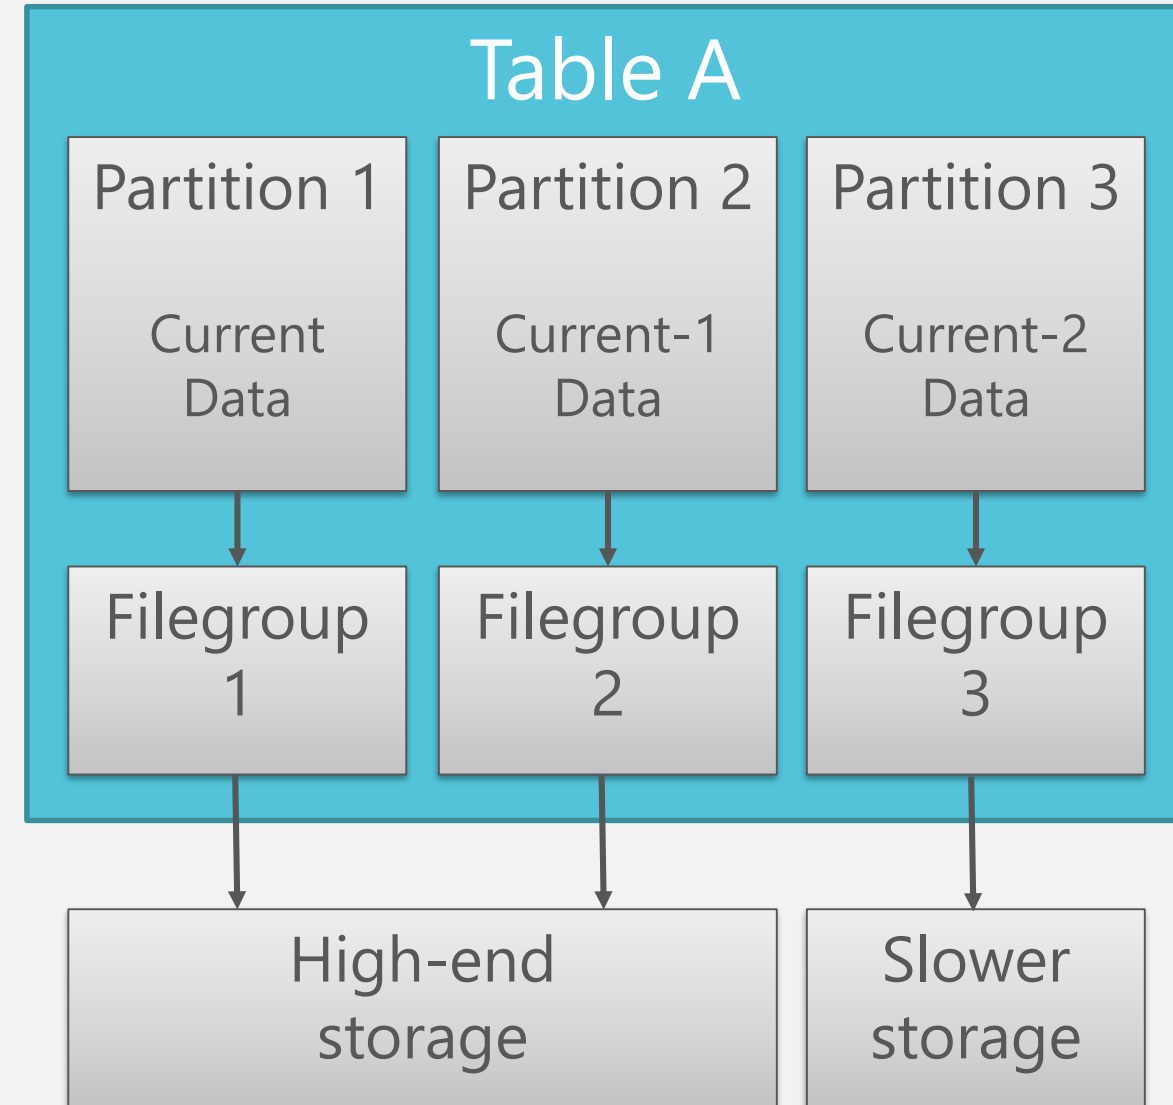 Table A
Partition 1
Current
Data
Partition 2
Current-1
Data
Partition 3
Current-2
Data
Filegroup
1
Filegroup
2
Filegroup
3
High-end
storage
Slower
storage